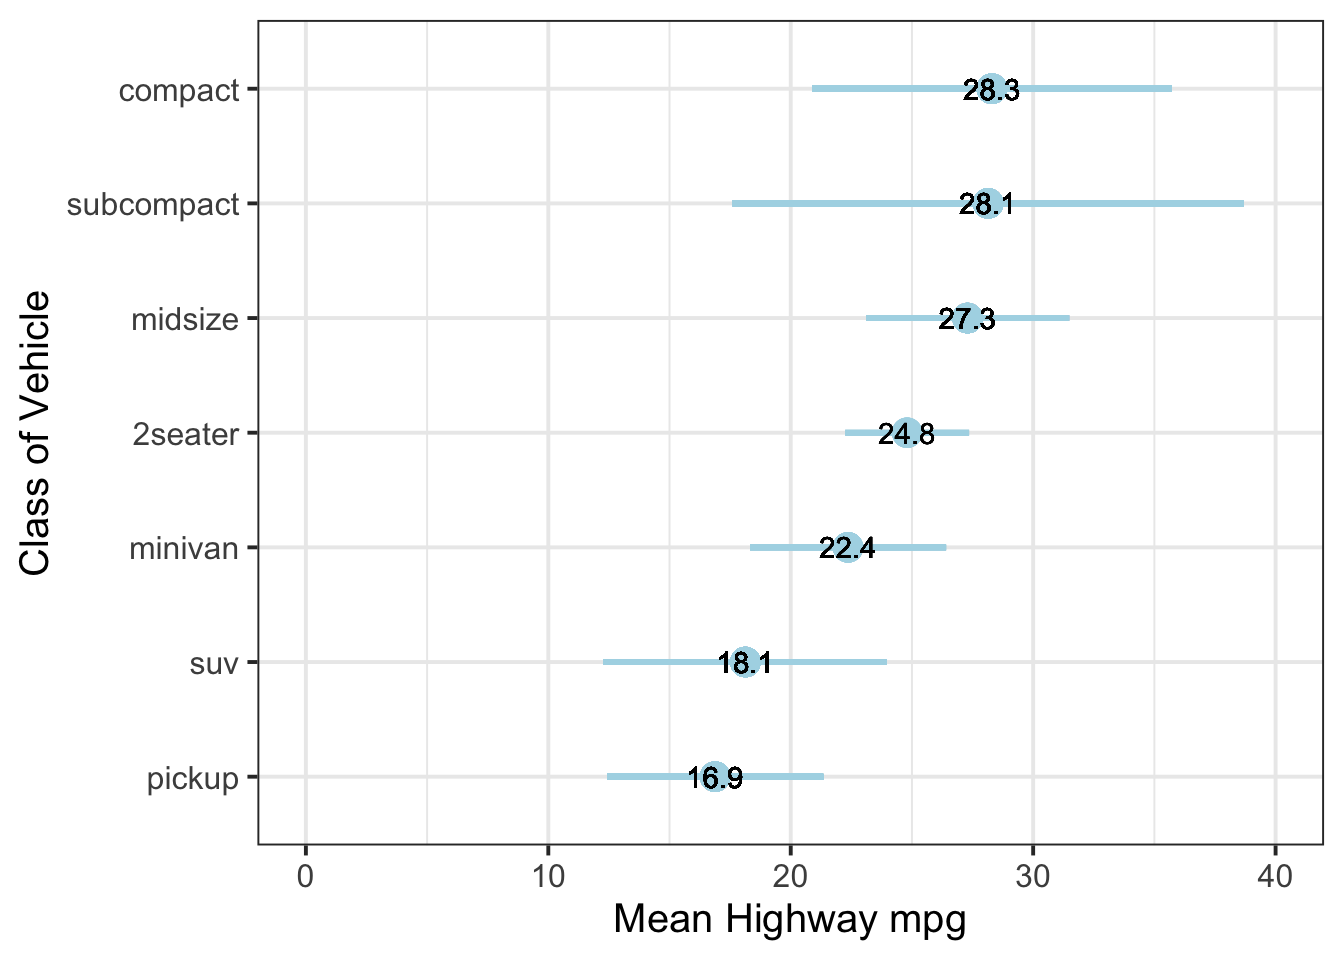 compact
28.3
subcompact
28.1
midsize
27.3
2seater
24.8
minivan
22.4
suv
18.1
pickup
16.9
Class of Vehicle
0 10 20 30 40
Mean Highway mpg